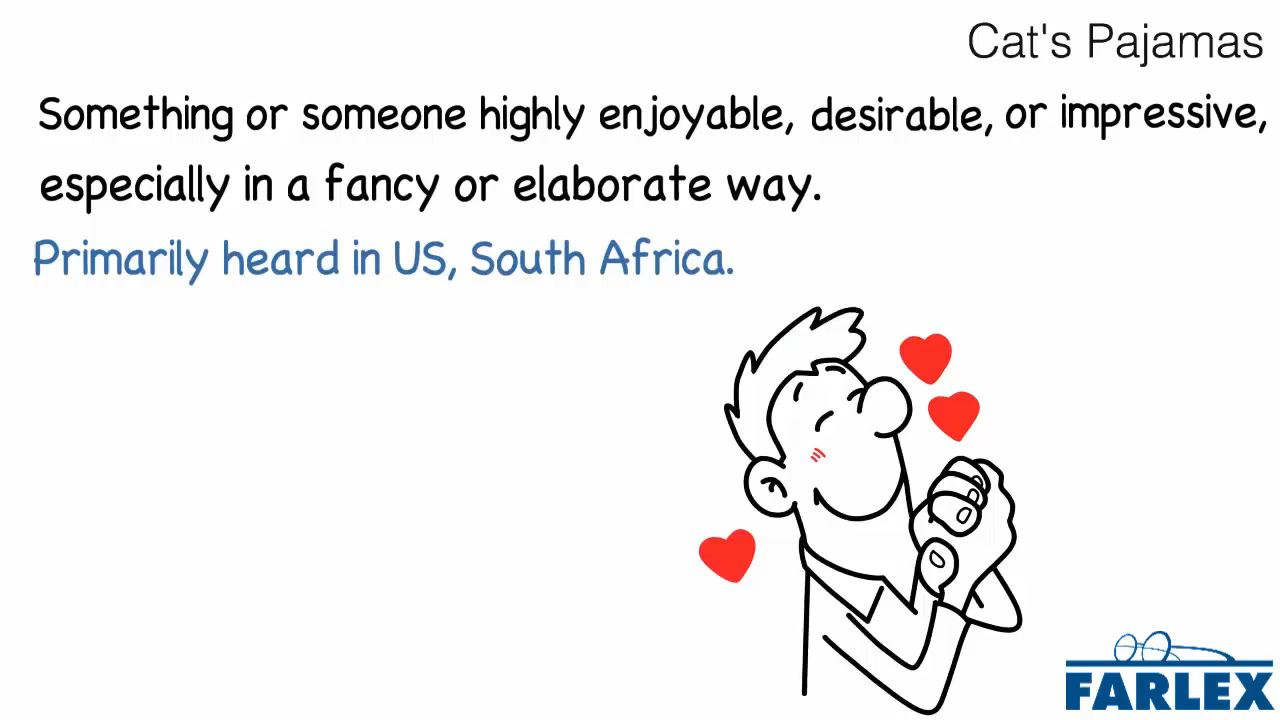 Cat's Pajamas
Something or someone highly enjoyable, desirable, or impressive,
especially in a fancy or elaborate way.
Primarily heard in US, South Africa.
FARLEX